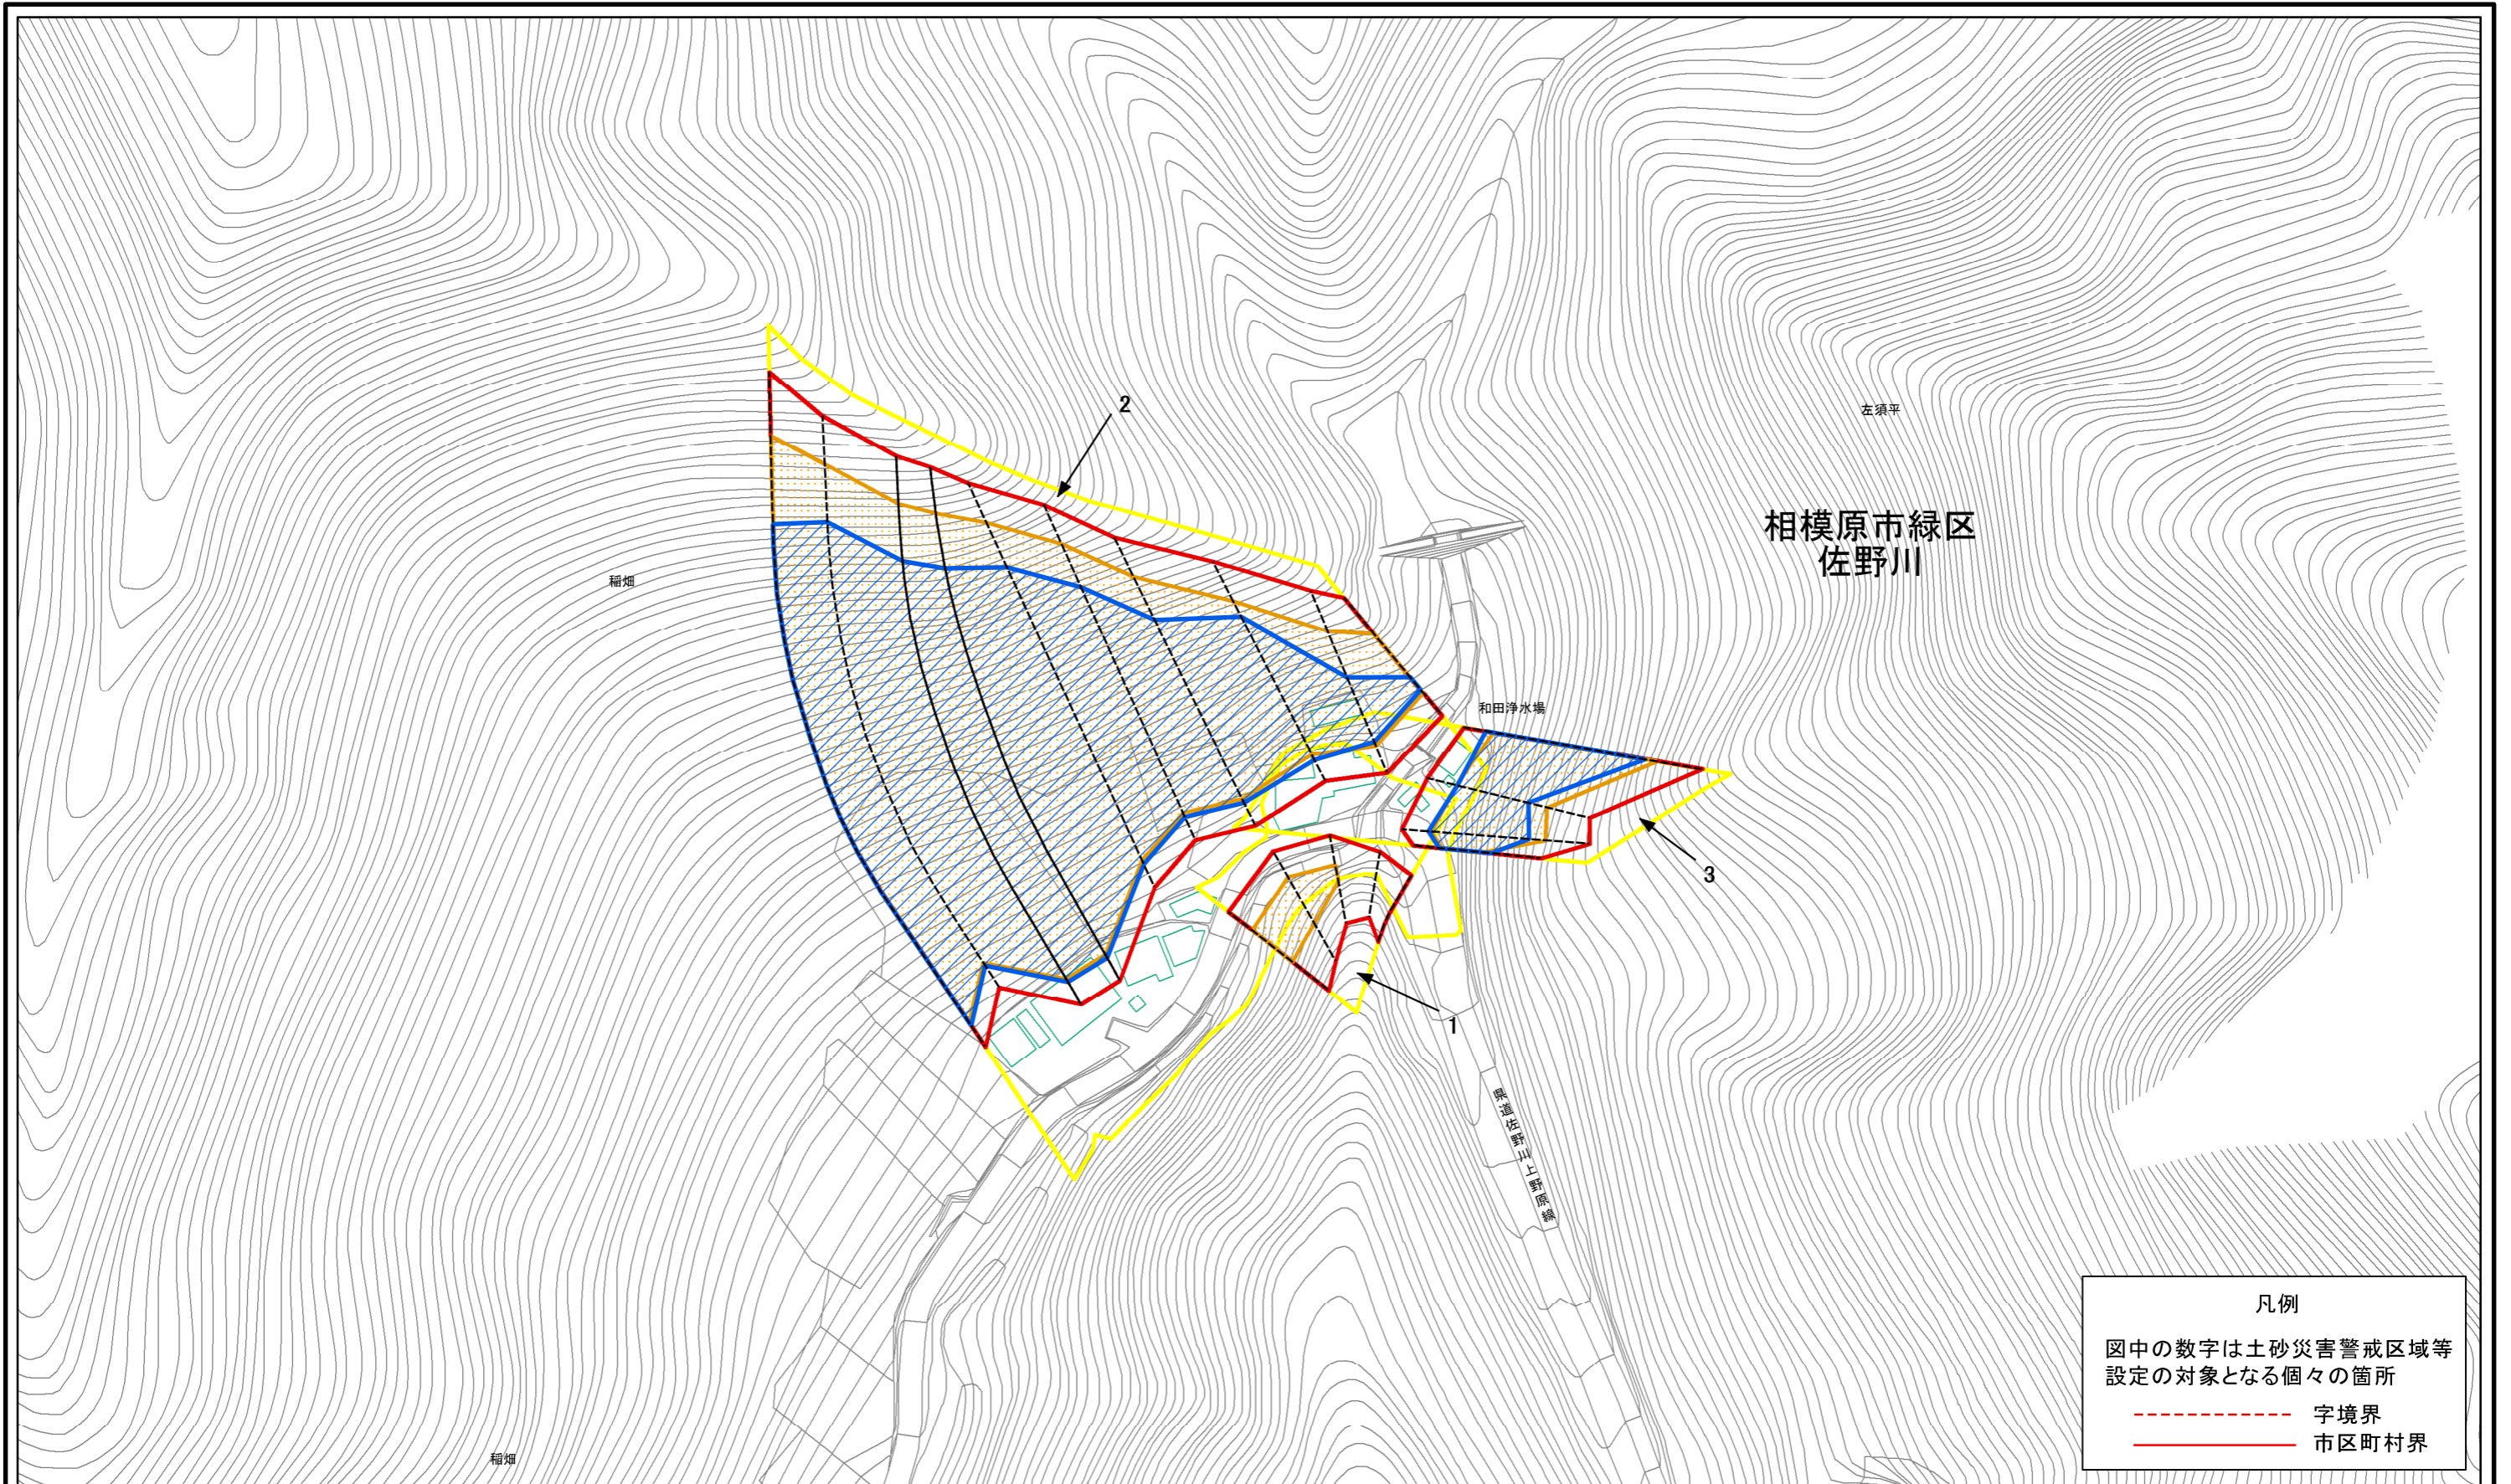 2
左須平
相模原市緑区
佐野川
稲畑
和田浄水場
3
1
県道佐野川上野原線
稲畑
凡例
図中の数字は土砂災害警戒区域等
設定の対象となる個々の箇所
字境界
市区町村界